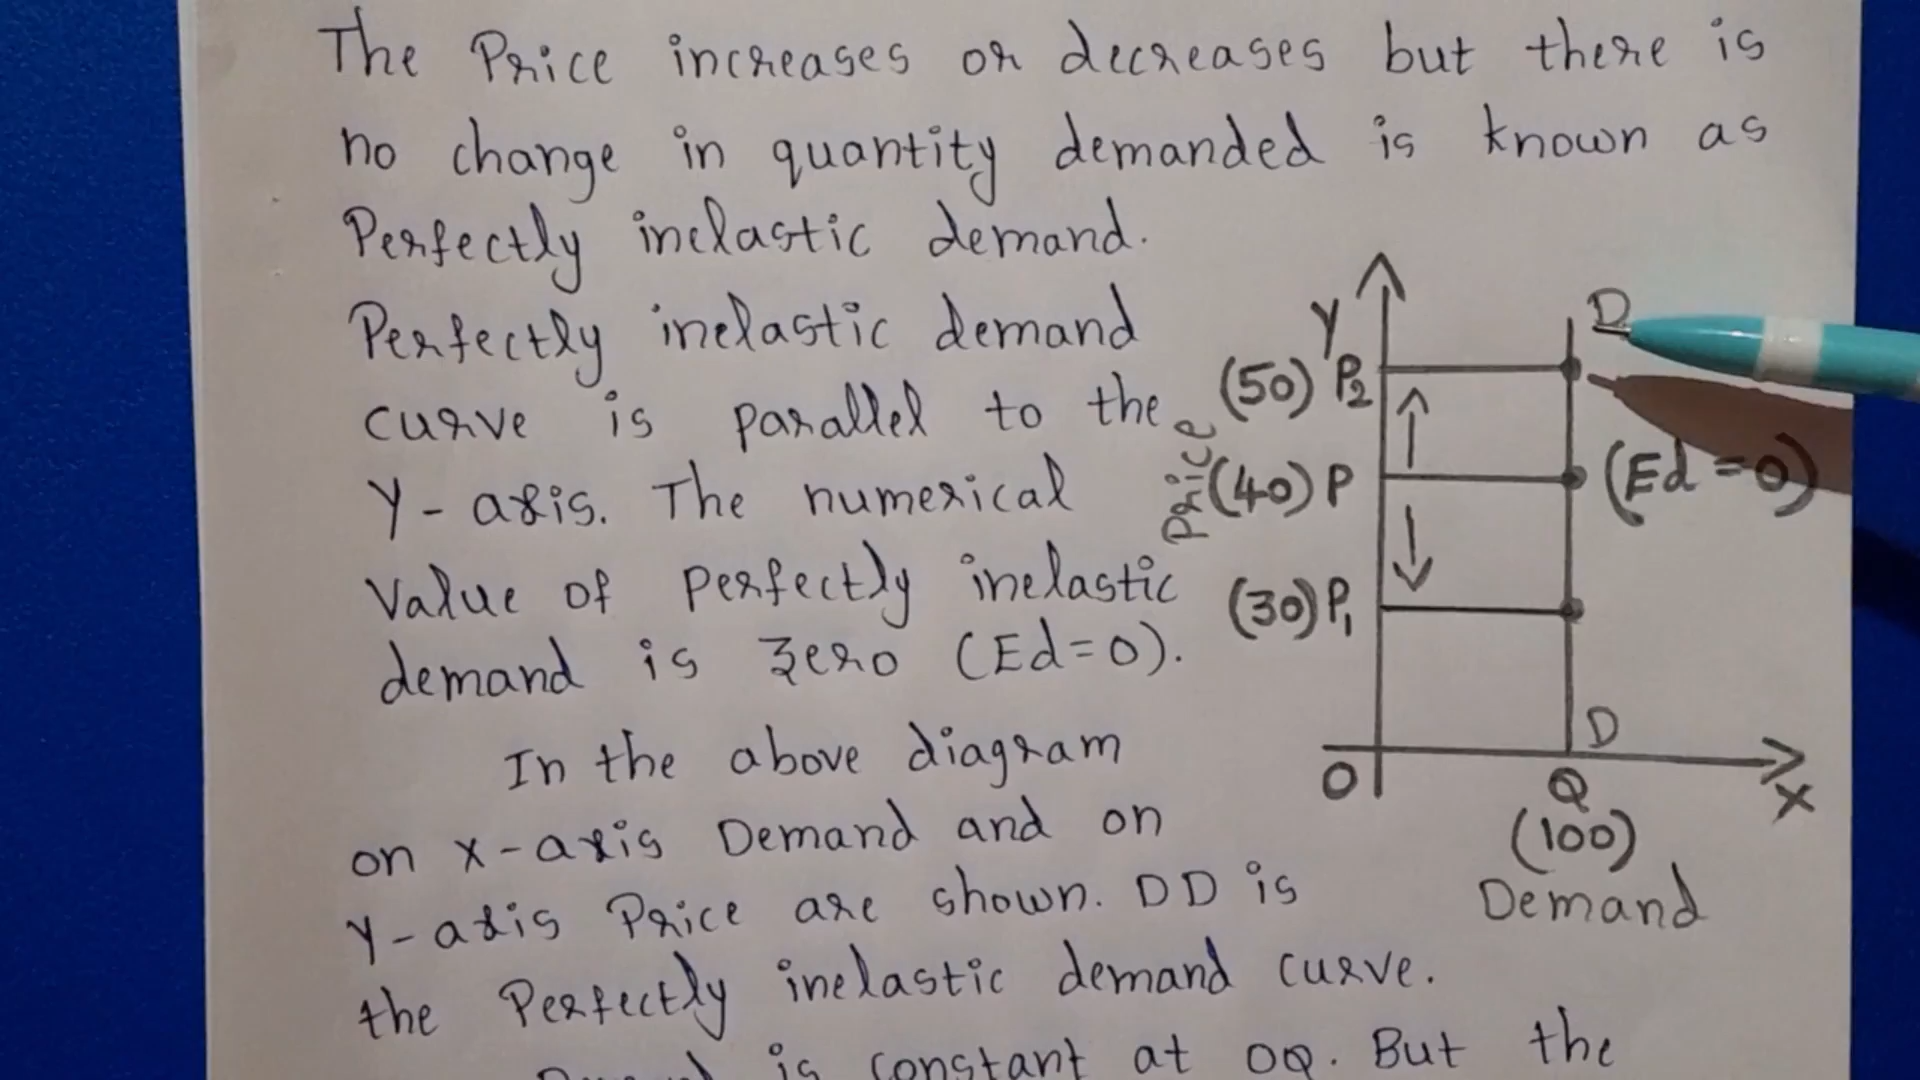 The Price increases or decreases but there is
no change in quantity demanded is known as
Perfectly inelastic demand.
Perfectly inelastic demand
curve is parallel to the
Y-axis. The numerical
Value of perfectly inelastic
demand is zero (Ed=0).
In the above diagram
on x-axis Demand and on
Y-axis Price are shown. DD is
the Perfectly inelastic demand curve.
is constant at OQ. But the
Y
D
(50) P2
Price
(40) P
(Ed=0)
(30) P1
D
O
Q
X
(100)
Demand